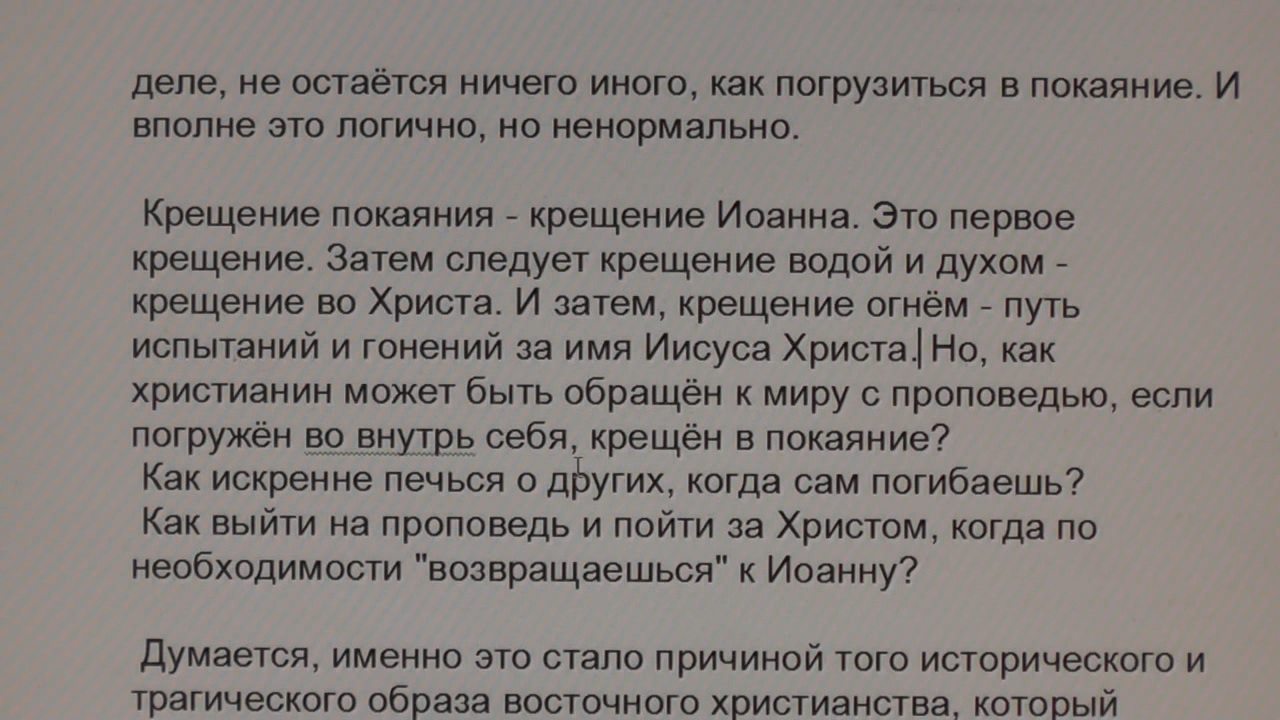 деле, не остаётся ничего иного, как погрузиться в покаяние. И
вполне это логично, но ненормально.
Крещение покаяния - крещение Иоанна. Это первое
крещение. Затем следует крещение водой и духом -
крещение во Христа. И затем, крещение огнём - путь
испытаний и гонений за имя Иисуса Христа. Но, как
христианин может быть обращён к миру с проповедью, если
погружён во внутрь себя, крещён в покаяние?
Как искренне печься о других, когда сам погибаешь?
Как выйти на проповедь и пойти за Христом, когда по
необходимости "возвращаешься" к Иоанну?
Думается, именно это стало причиной того исторического и
трагического образа восточного христианства, который